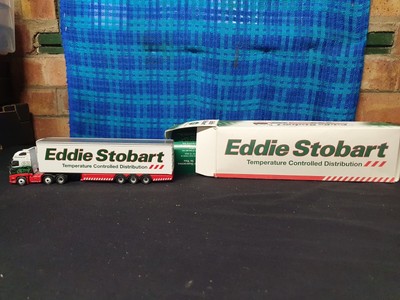 Eddie Stobart
Temperature Controlled Distribution
Eddie Stobart
Temperature Controlled Distribution